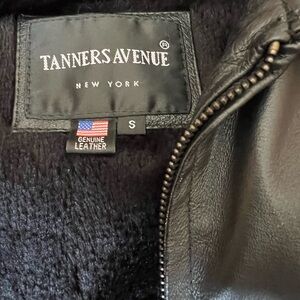 TANNERS AVENUE®
NEW YORK
S
GENUINE
LEATHER